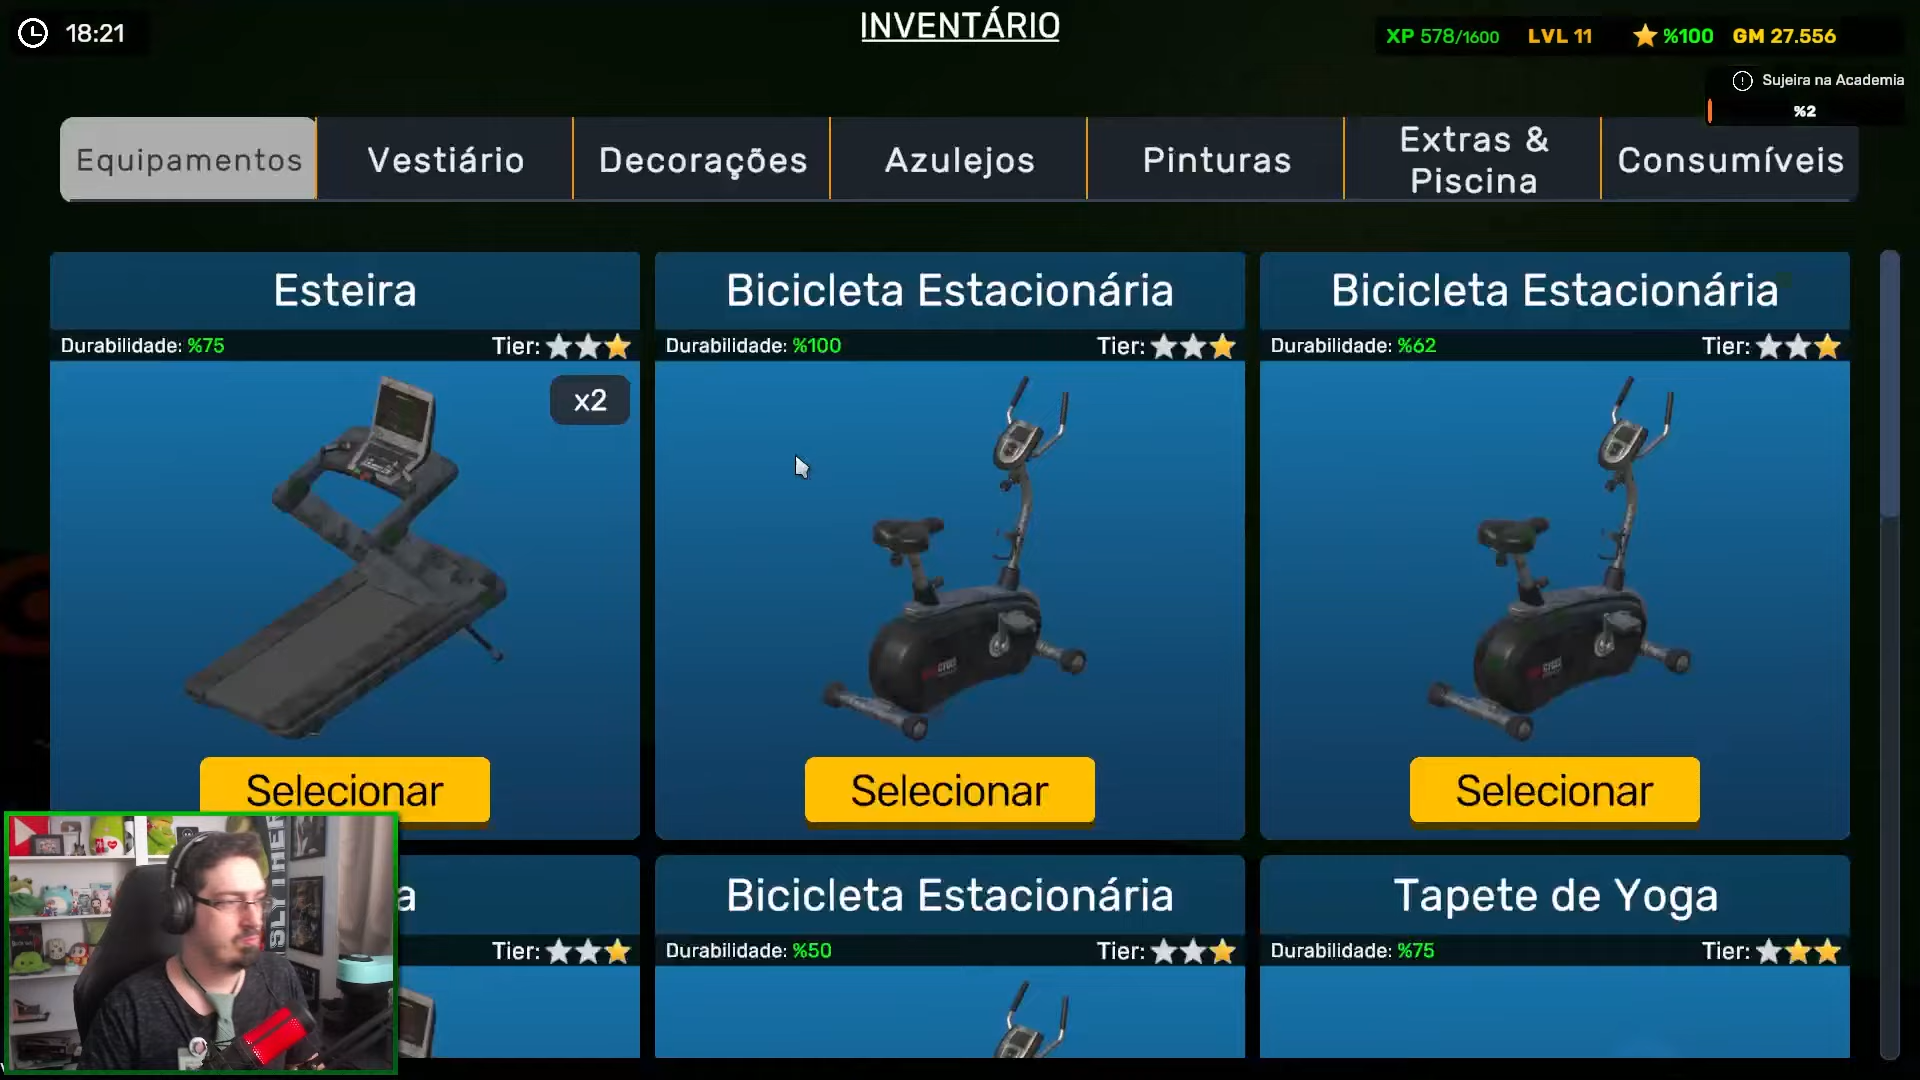 18:21
INVENTÁRIO
XP 578/1600 LVL 11 %100 GM 27.556
Sujeira na Academia
%2
Equipamentos
Vestiário
Decorações
Azulejos
Pinturas
Extras &
Piscina
Consumíveis
Esteira
Durabilidade: %75 Tier:
x2
Selecionar
Bicicleta Estacionária
Durabilidade: %100 Tier:
Selecionar
Bicicleta Estacionária
Durabilidade: %62 Tier:
Selecionar
a
Tier:
Bicicleta Estacionária
Durabilidade: %50 Tier:
Tapete de Yoga
Durabilidade: %75 Tier: